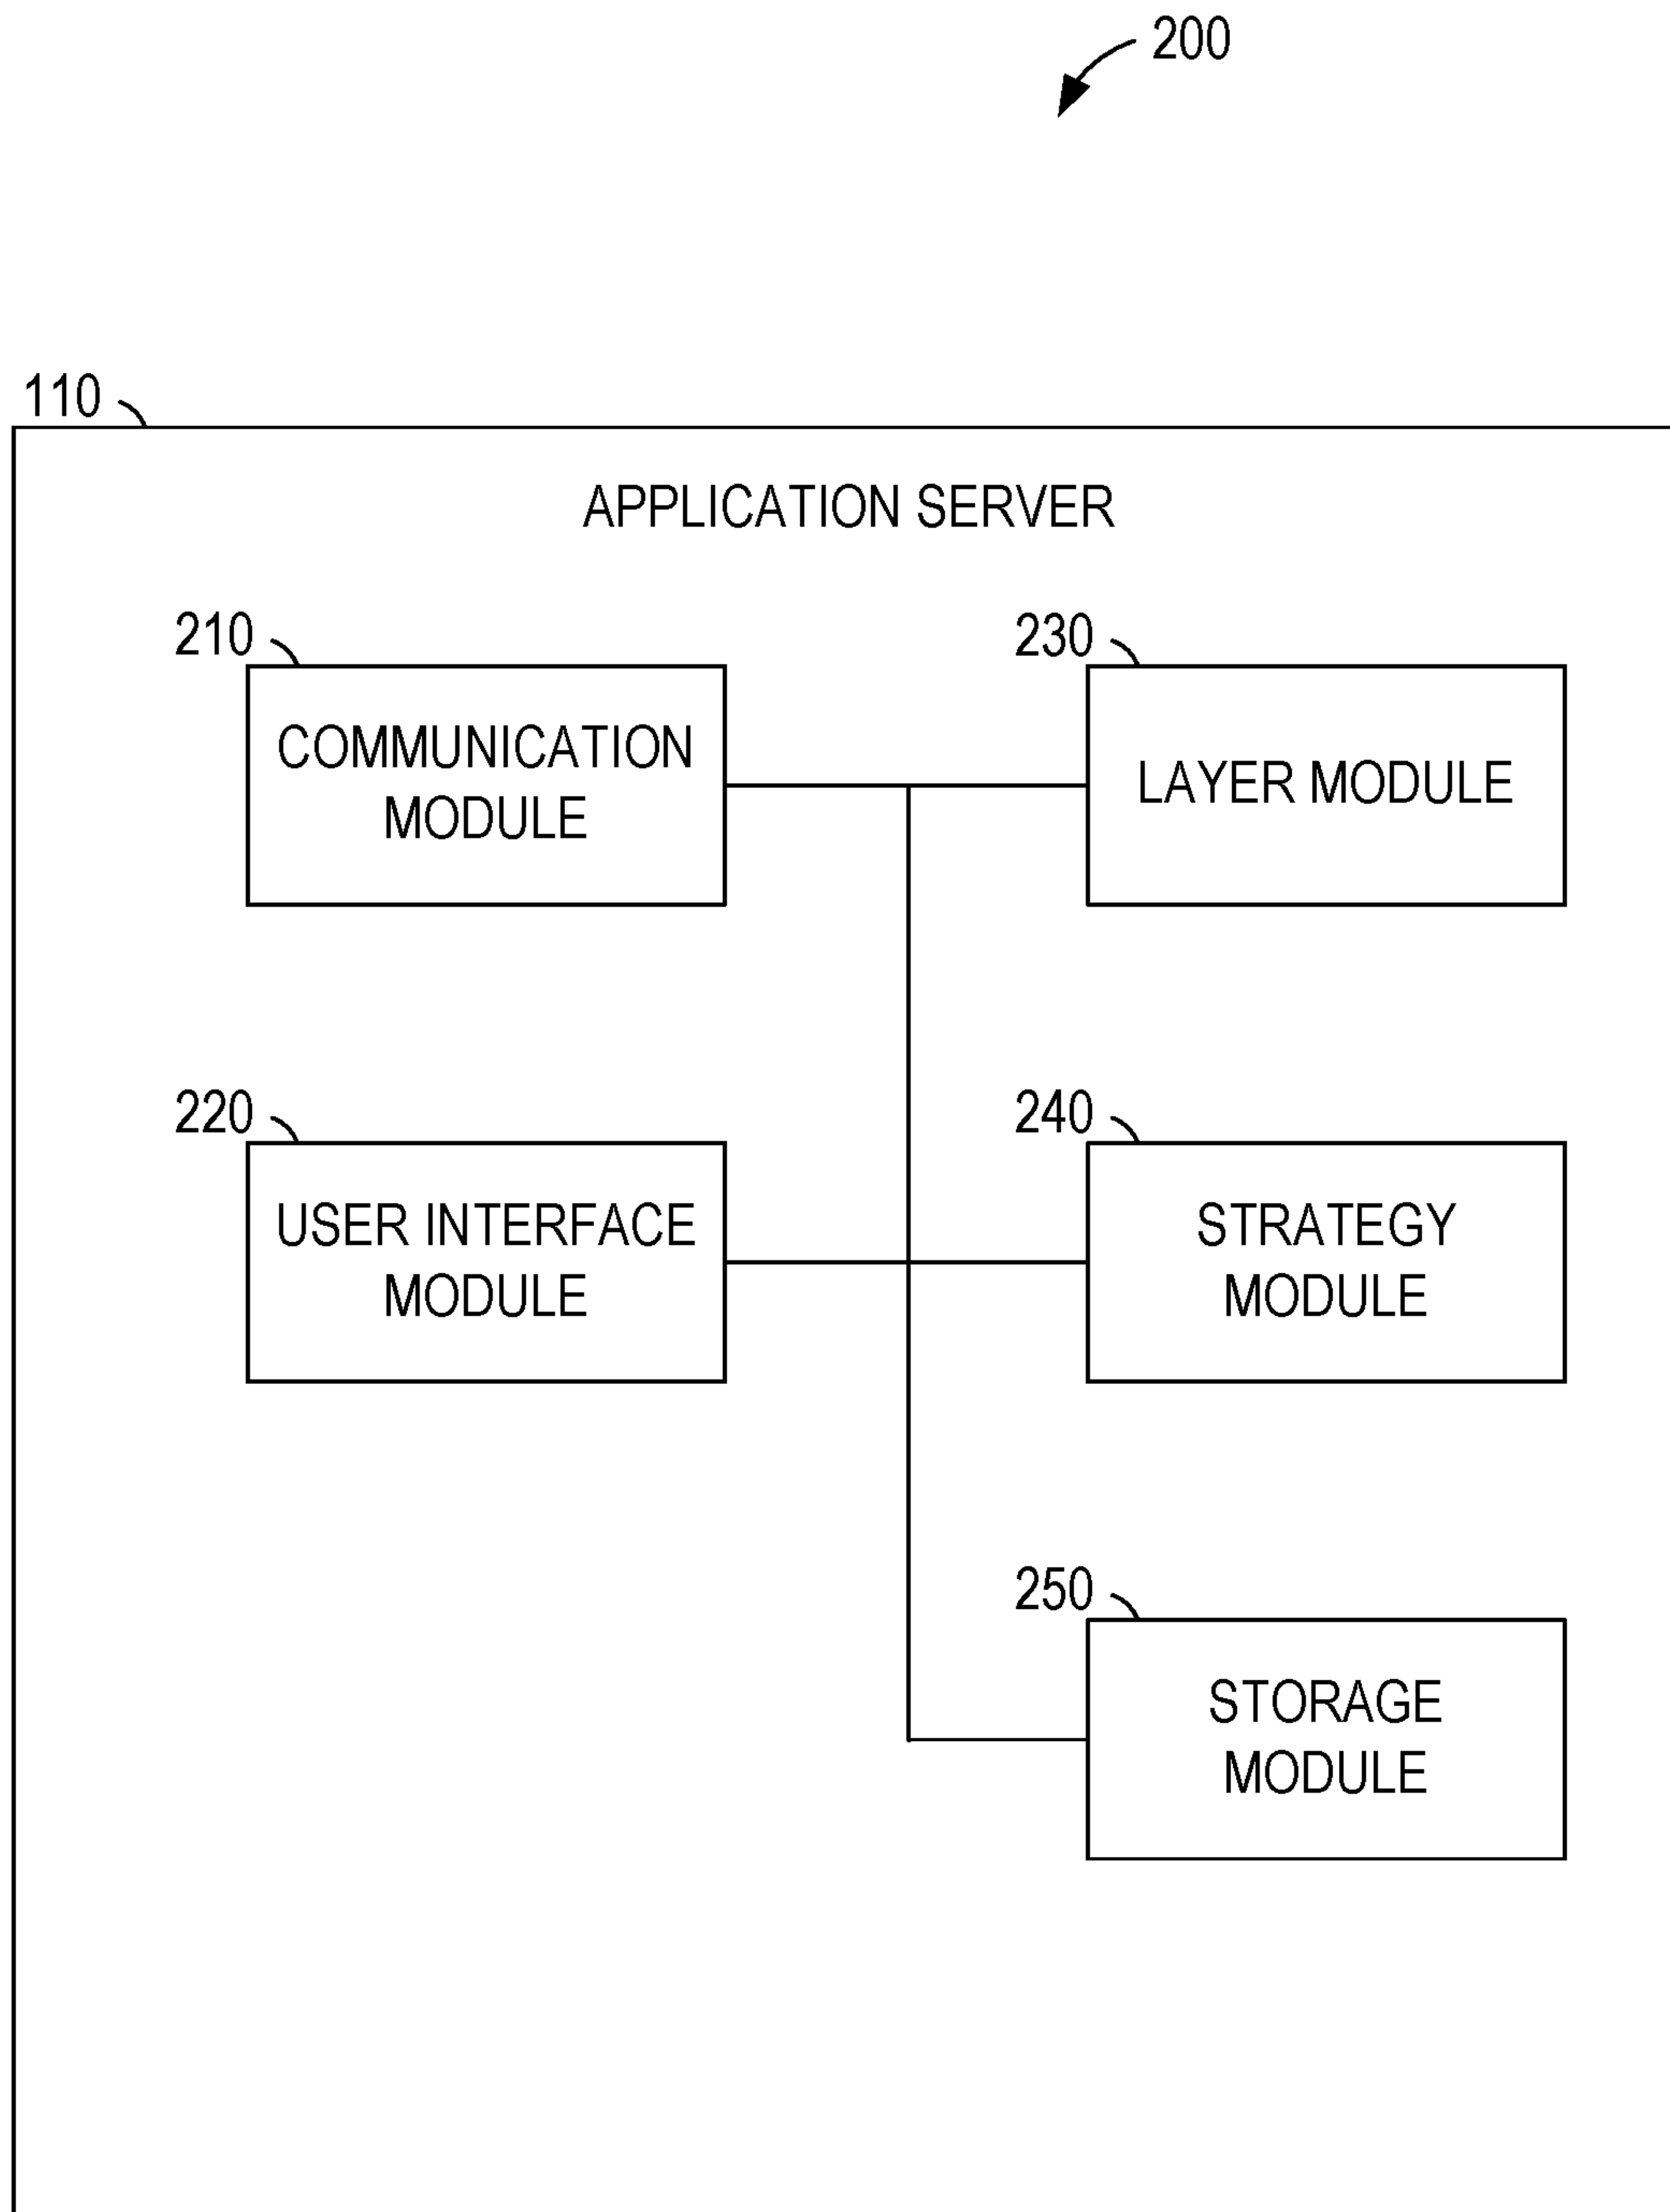 200
110
APPLICATION SERVER
210
COMMUNICATION
MODULE
230
LAYER MODULE
220
USER INTERFACE
MODULE
240
STRATEGY
MODULE
250
STORAGE
MODULE